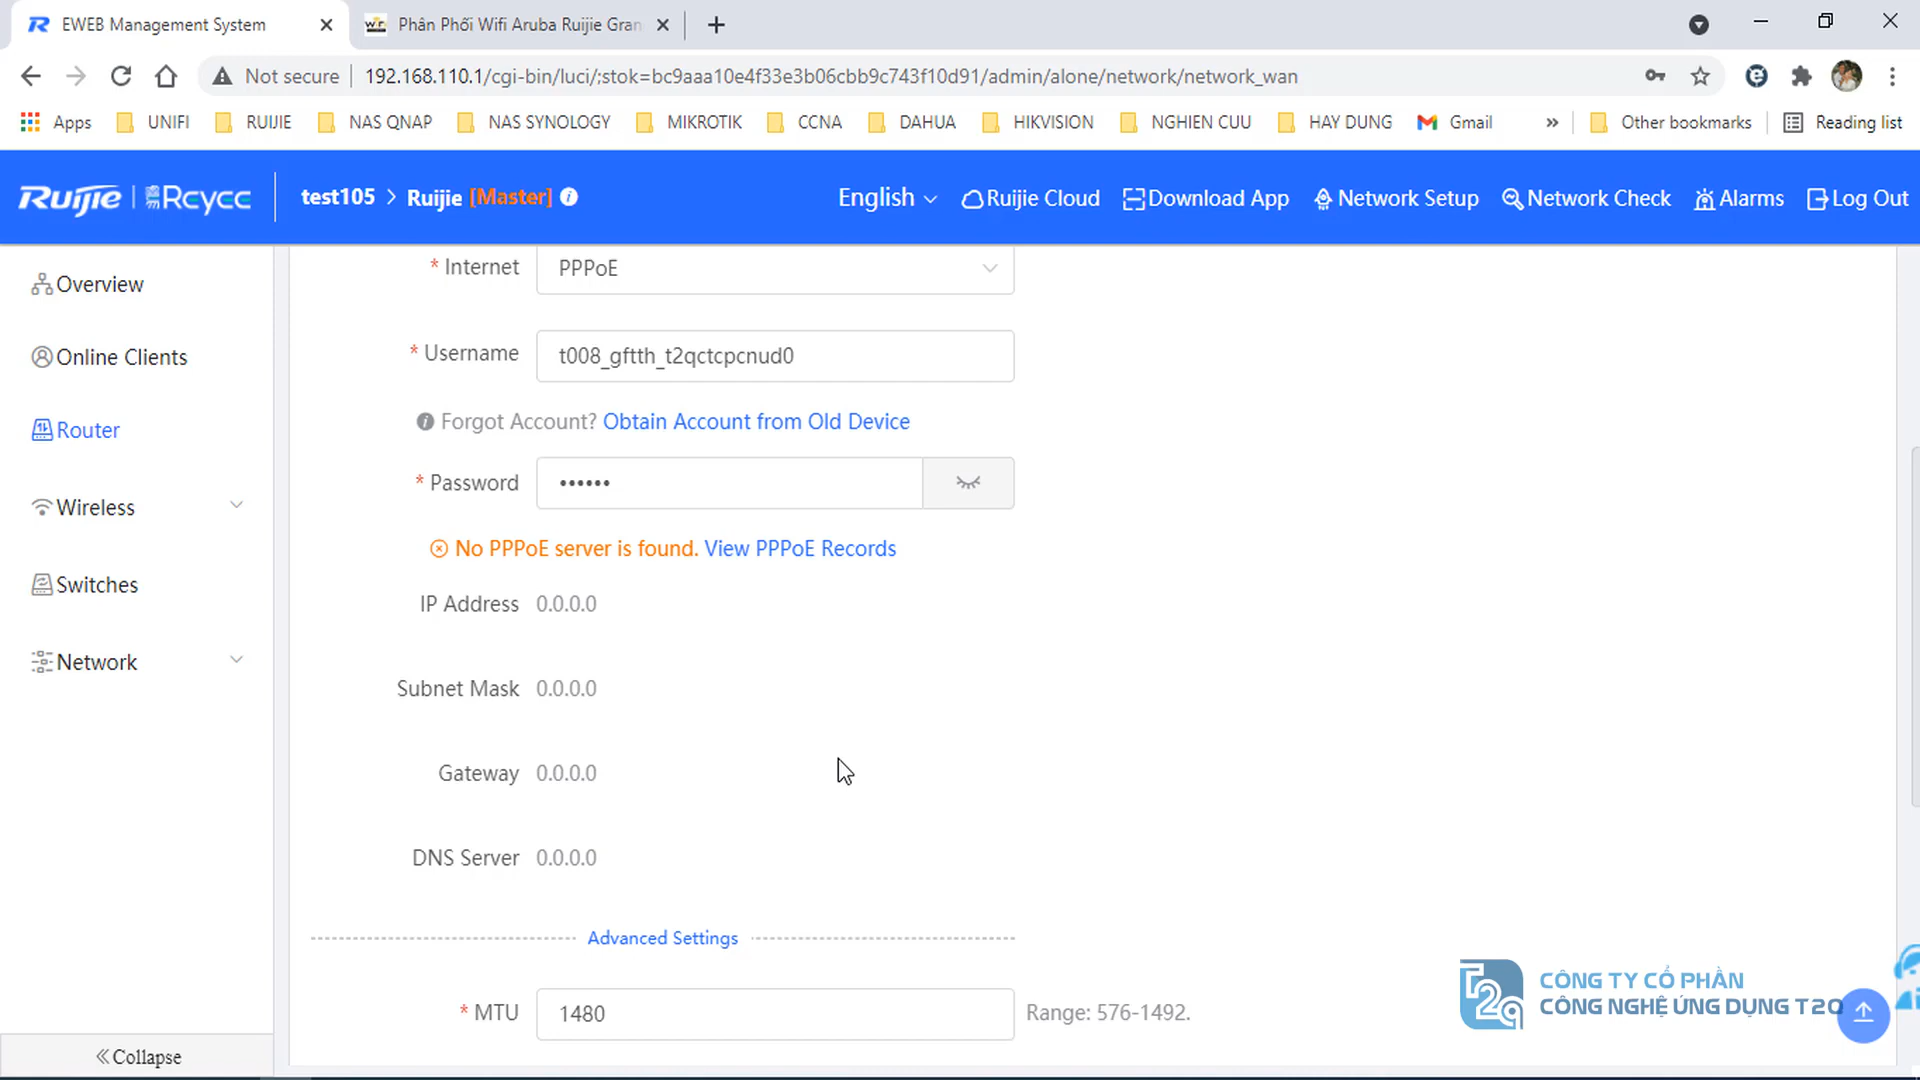 EWEB Management System
Phân Phối Wifi Aruba Ruijie Gran
Not secure
192.168.110.1/cgi-bin/luci/;stok=bc9aaa10e4f33e3b06cbb9c743f10d91/admin/alone/network/network_wan
Apps UNIFI RUIJIE NAS QNAP NAS SYNOLOGY MIKROTIK CCNA DAHUA HIKVISION NGHIEN CUU HAY DUNG Gmail » Other bookmarks Reading list
Ruijie | Reyee test105 > Ruijie [Master] English Ruijie Cloud Download App Network Setup Network Check Alarms Log Out
Overview
Online Clients
Router
Wireless
Switches
Network
Collapse
* Internet PPPoE
* Username t008_gftth_t2qctcpcnud0
Forgot Account? Obtain Account from Old Device
* Password ••••••
No PPPoE server is found. View PPPoE Records
IP Address 0.0.0.0
Subnet Mask 0.0.0.0
Gateway 0.0.0.0
DNS Server 0.0.0.0
Advanced Settings
* MTU 1480 Range: 576-1492.
T2Q
CÔNG TY CỔ PHẦN
CÔNG NGHỆ ỨNG DỤNG T2Q